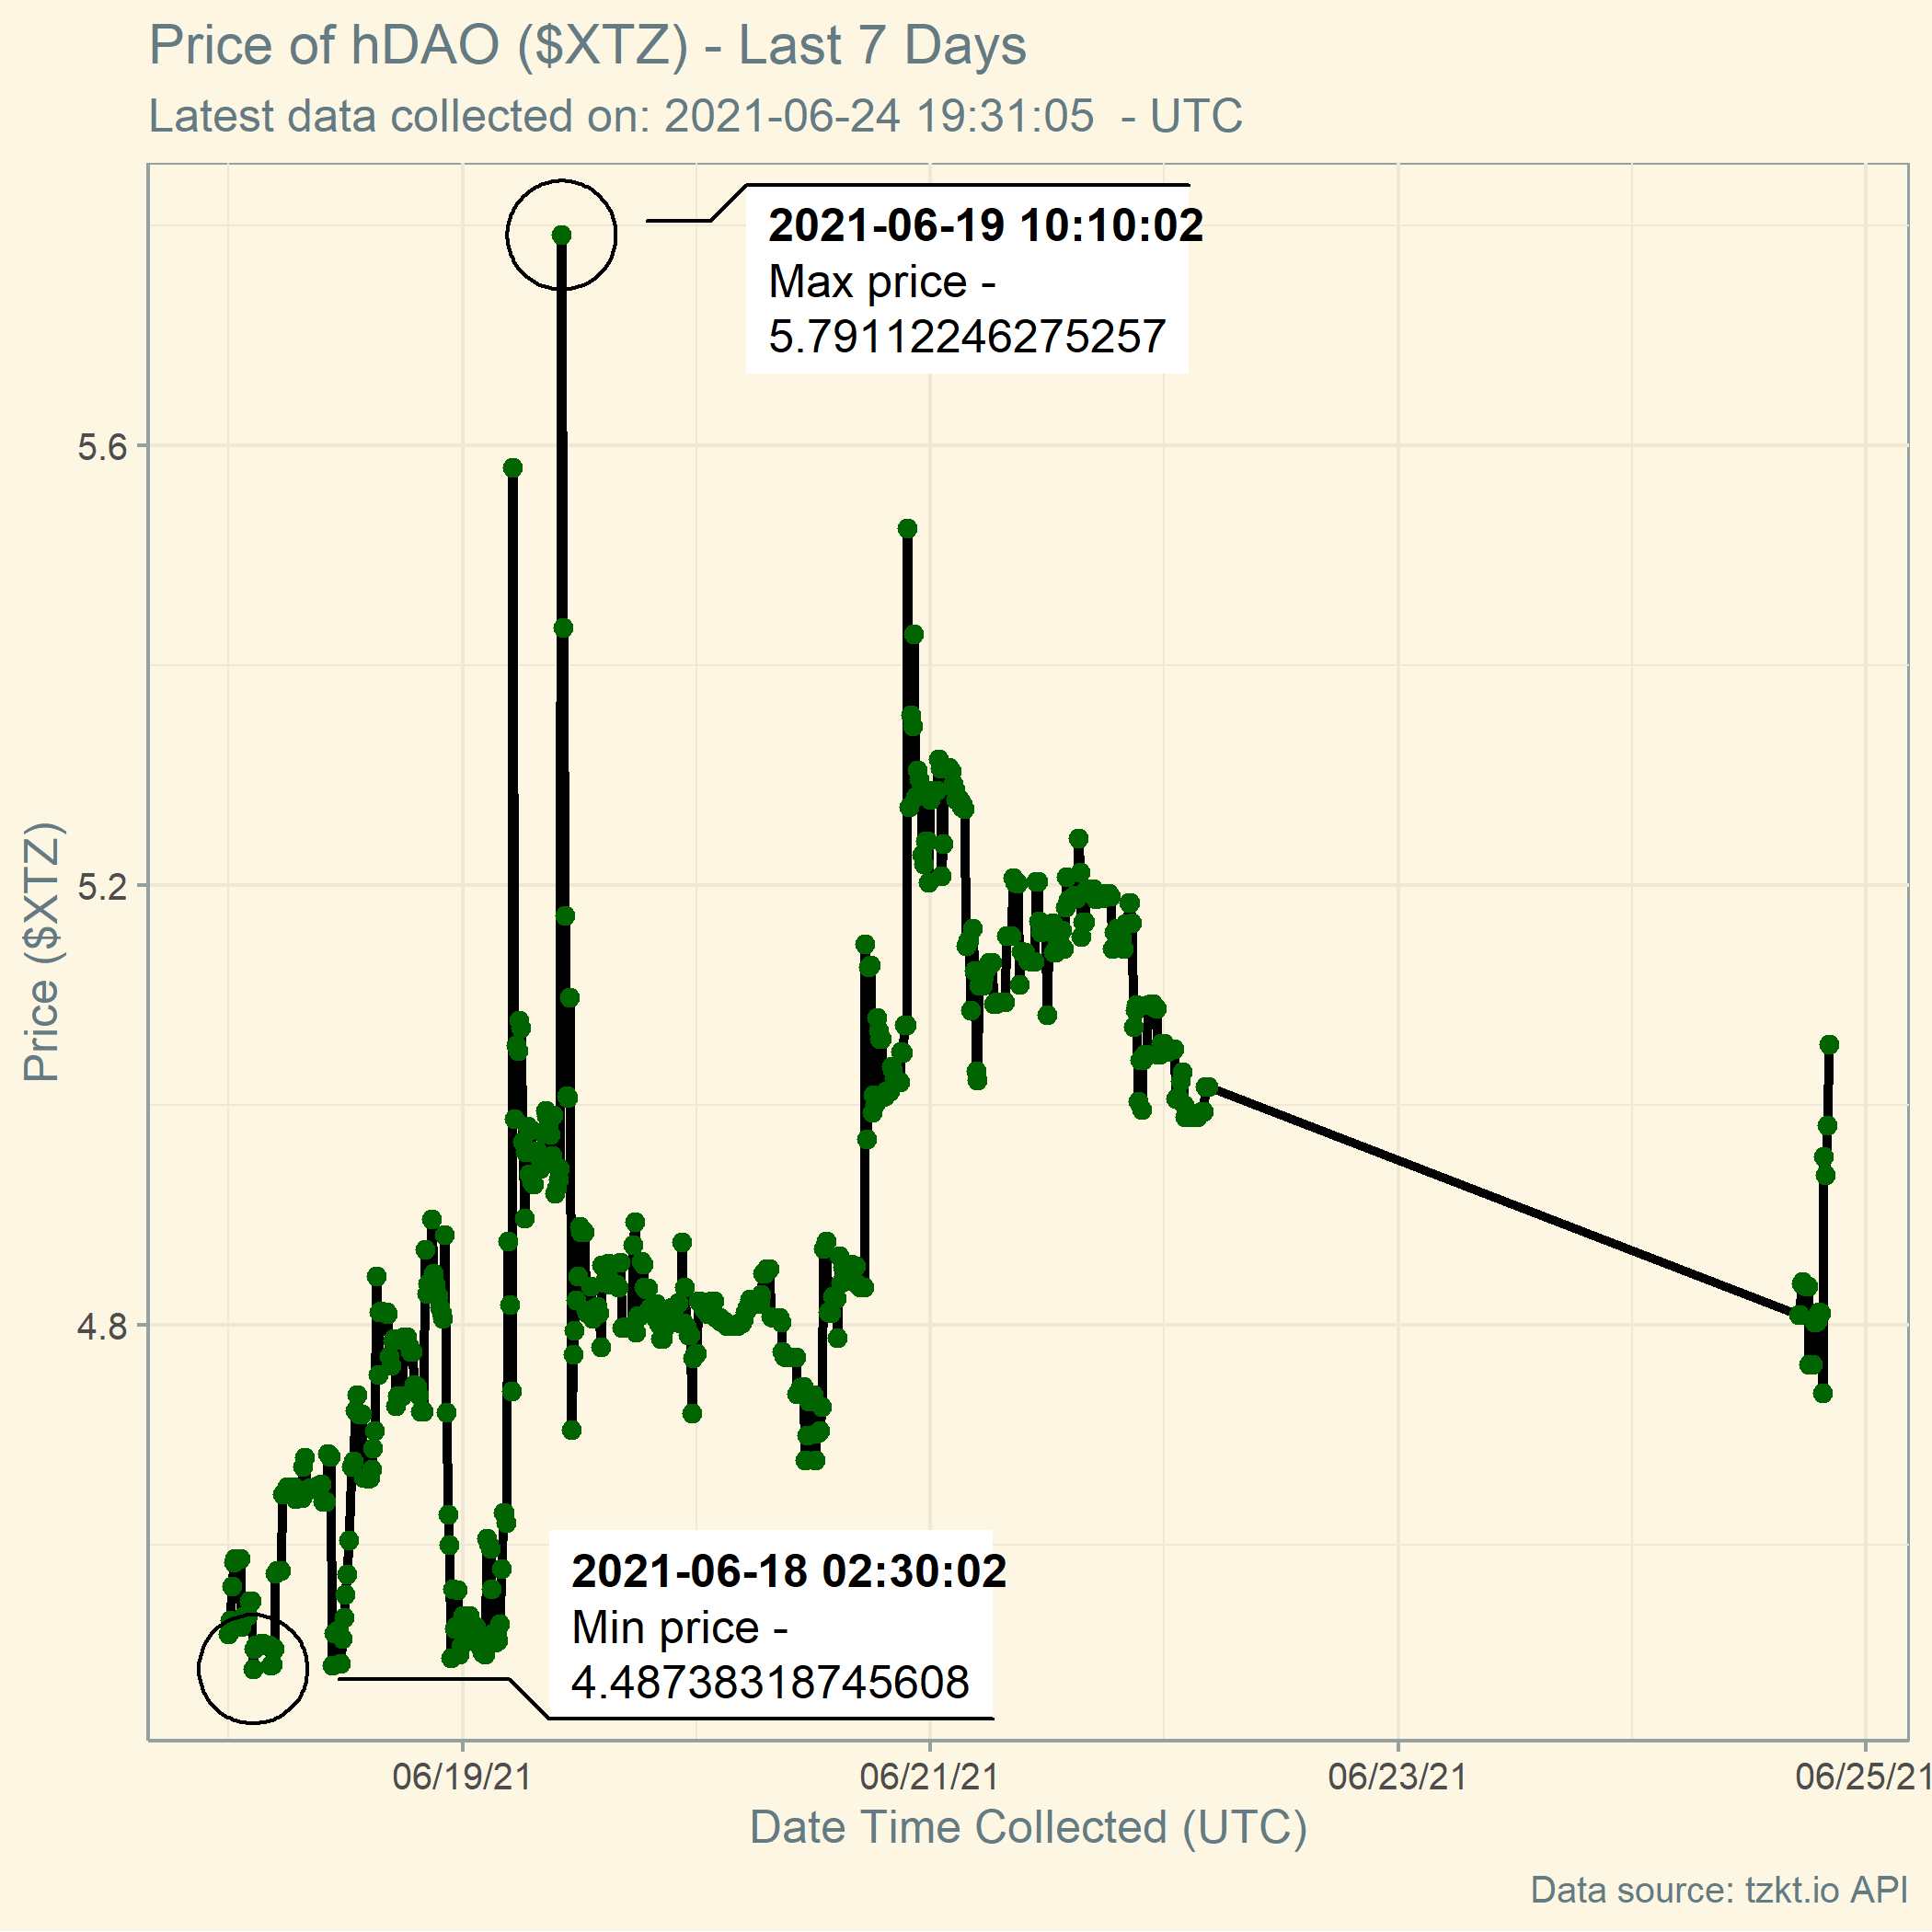 Price of hDAO ($XTZ) - Last 7 Days
Latest data collected on: 2021-06-24 19:31:05  - UTC
2021-06-19 10:10:02
Max price -
5.79112246275257
5.6
5.2
4.8
Price ($XTZ)
2021-06-18 02:30:02
Min price -
4.48738318745608
06/19/21
06/21/21
06/23/21
06/25/21
Date Time Collected (UTC)
Data source: tzkt.io API